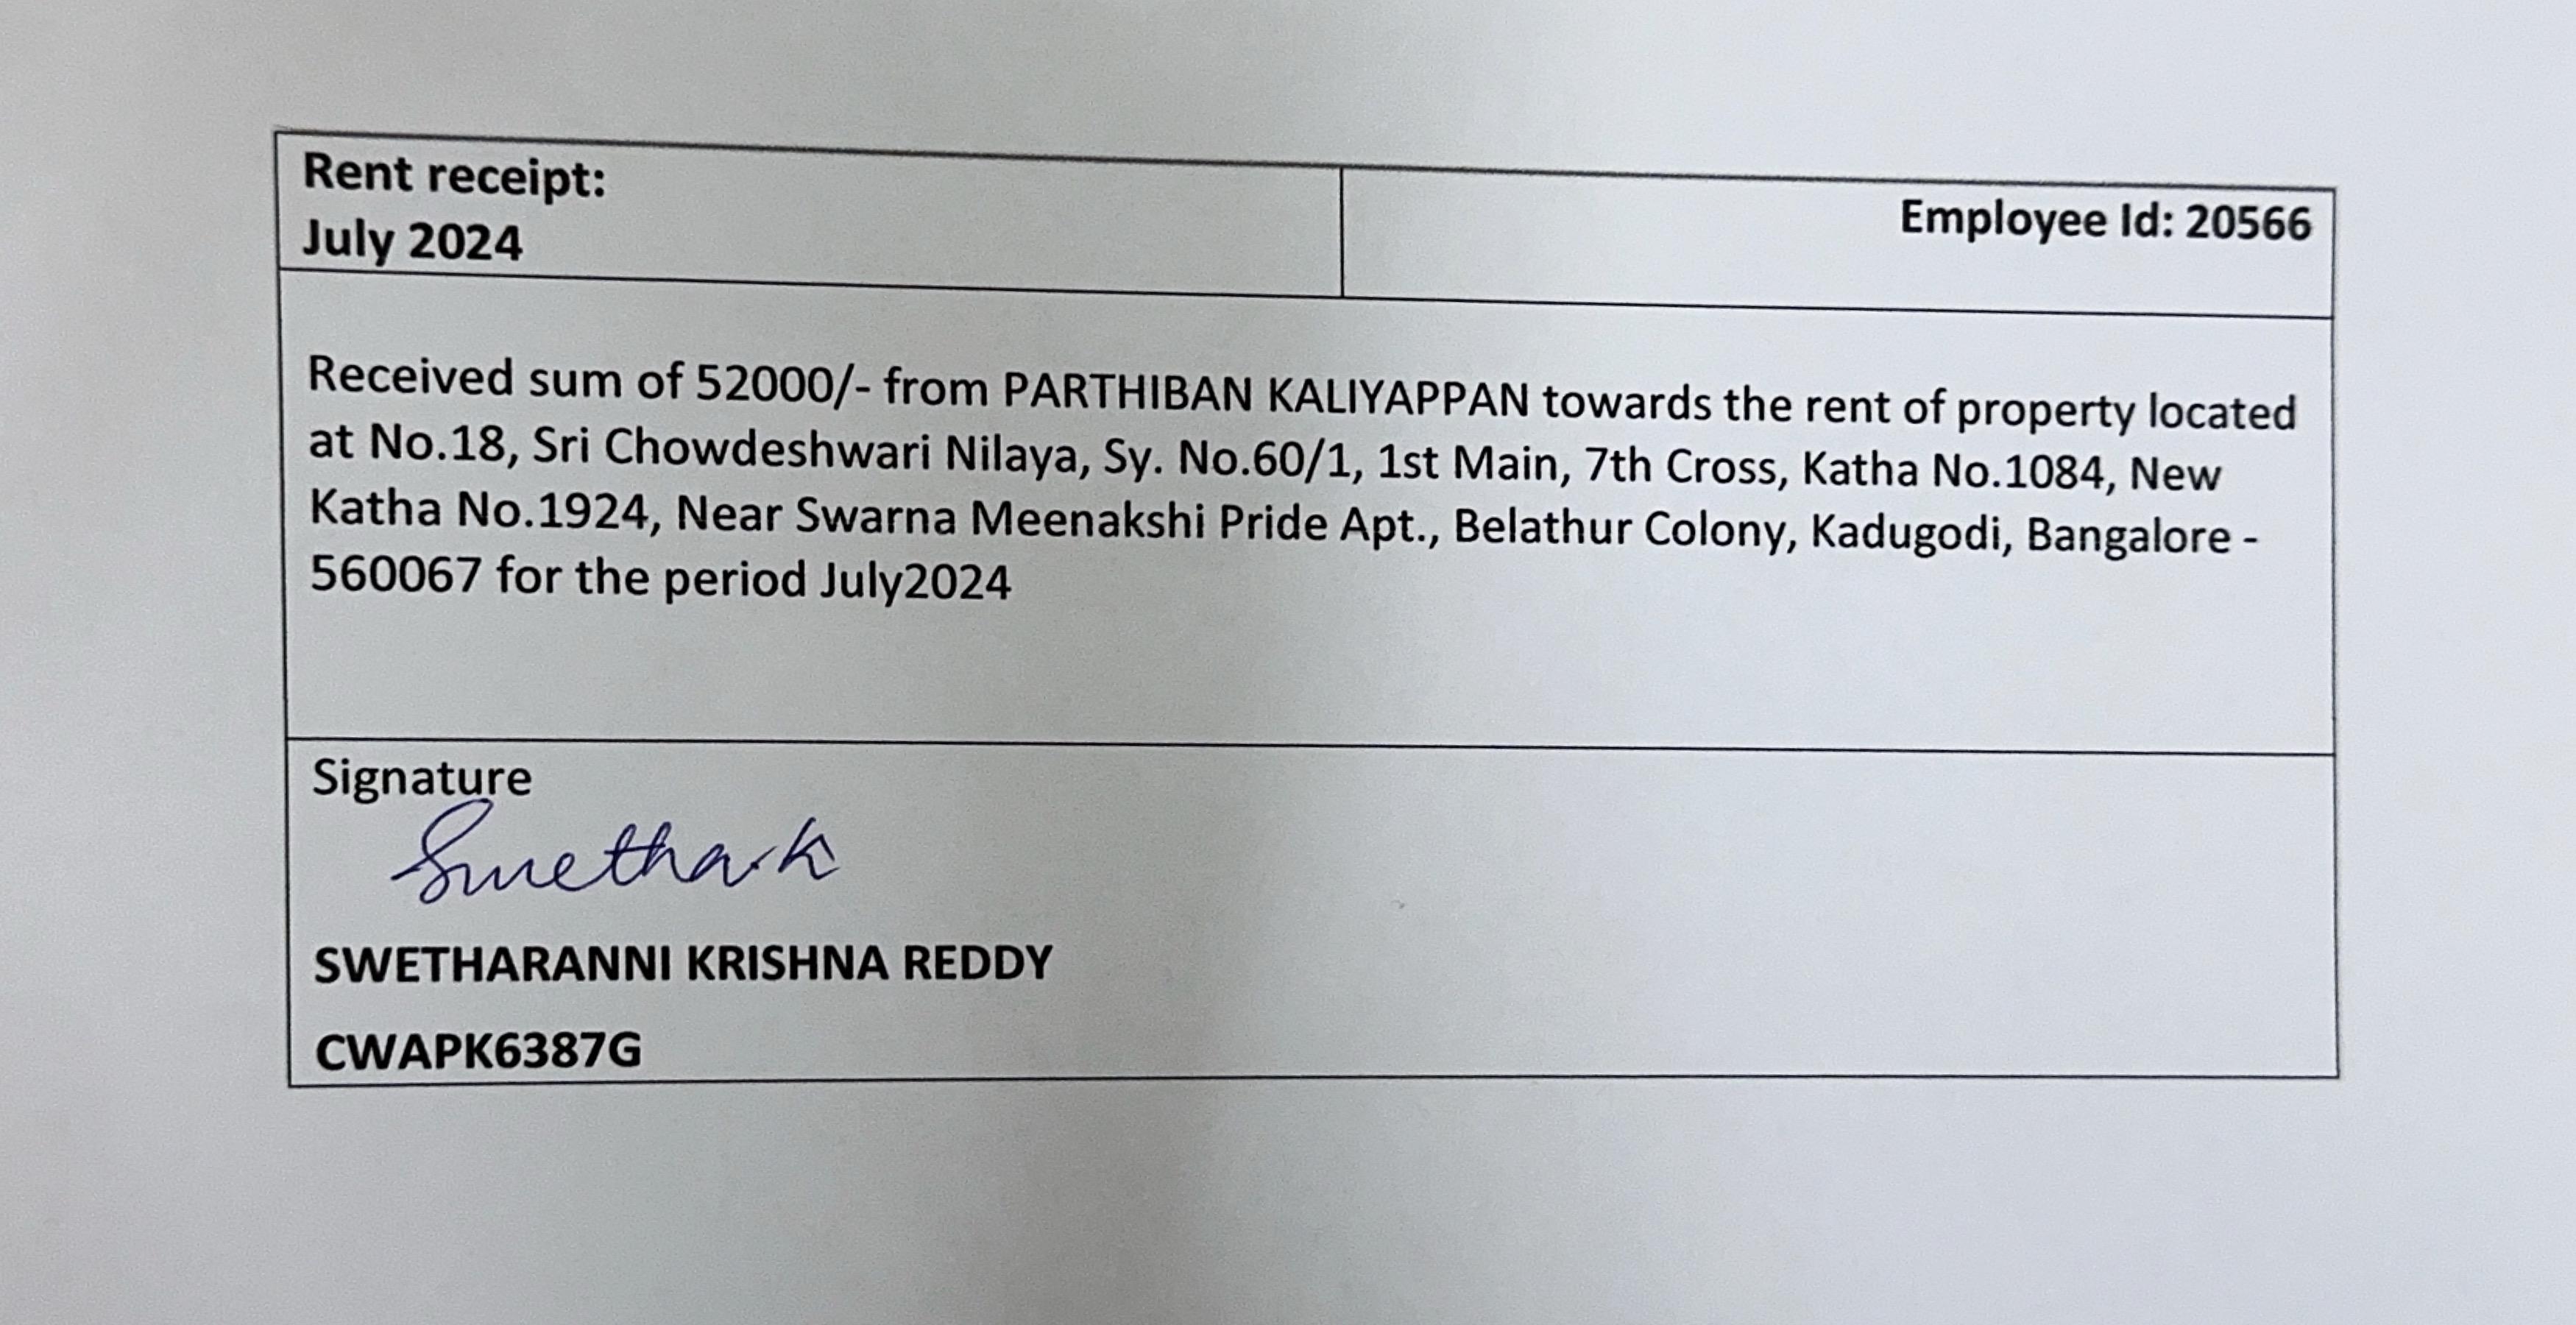 Rent receipt:
July 2024
Employee Id: 20566
Received sum of 52000/- from PARTHIBAN KALIYAPPAN towards the rent of property located
at No.18, Sri Chowdeshwari Nilaya, Sy. No.60/1, 1st Main, 7th Cross, Katha No.1084, New
Katha No.1924, Near Swarna Meenakshi Pride Apt., Belathur Colony, Kadugodi, Bangalore -
560067 for the period July2024
Signature
Swetha.k
SWETHARANNI KRISHNA REDDY
CWAPK6387G